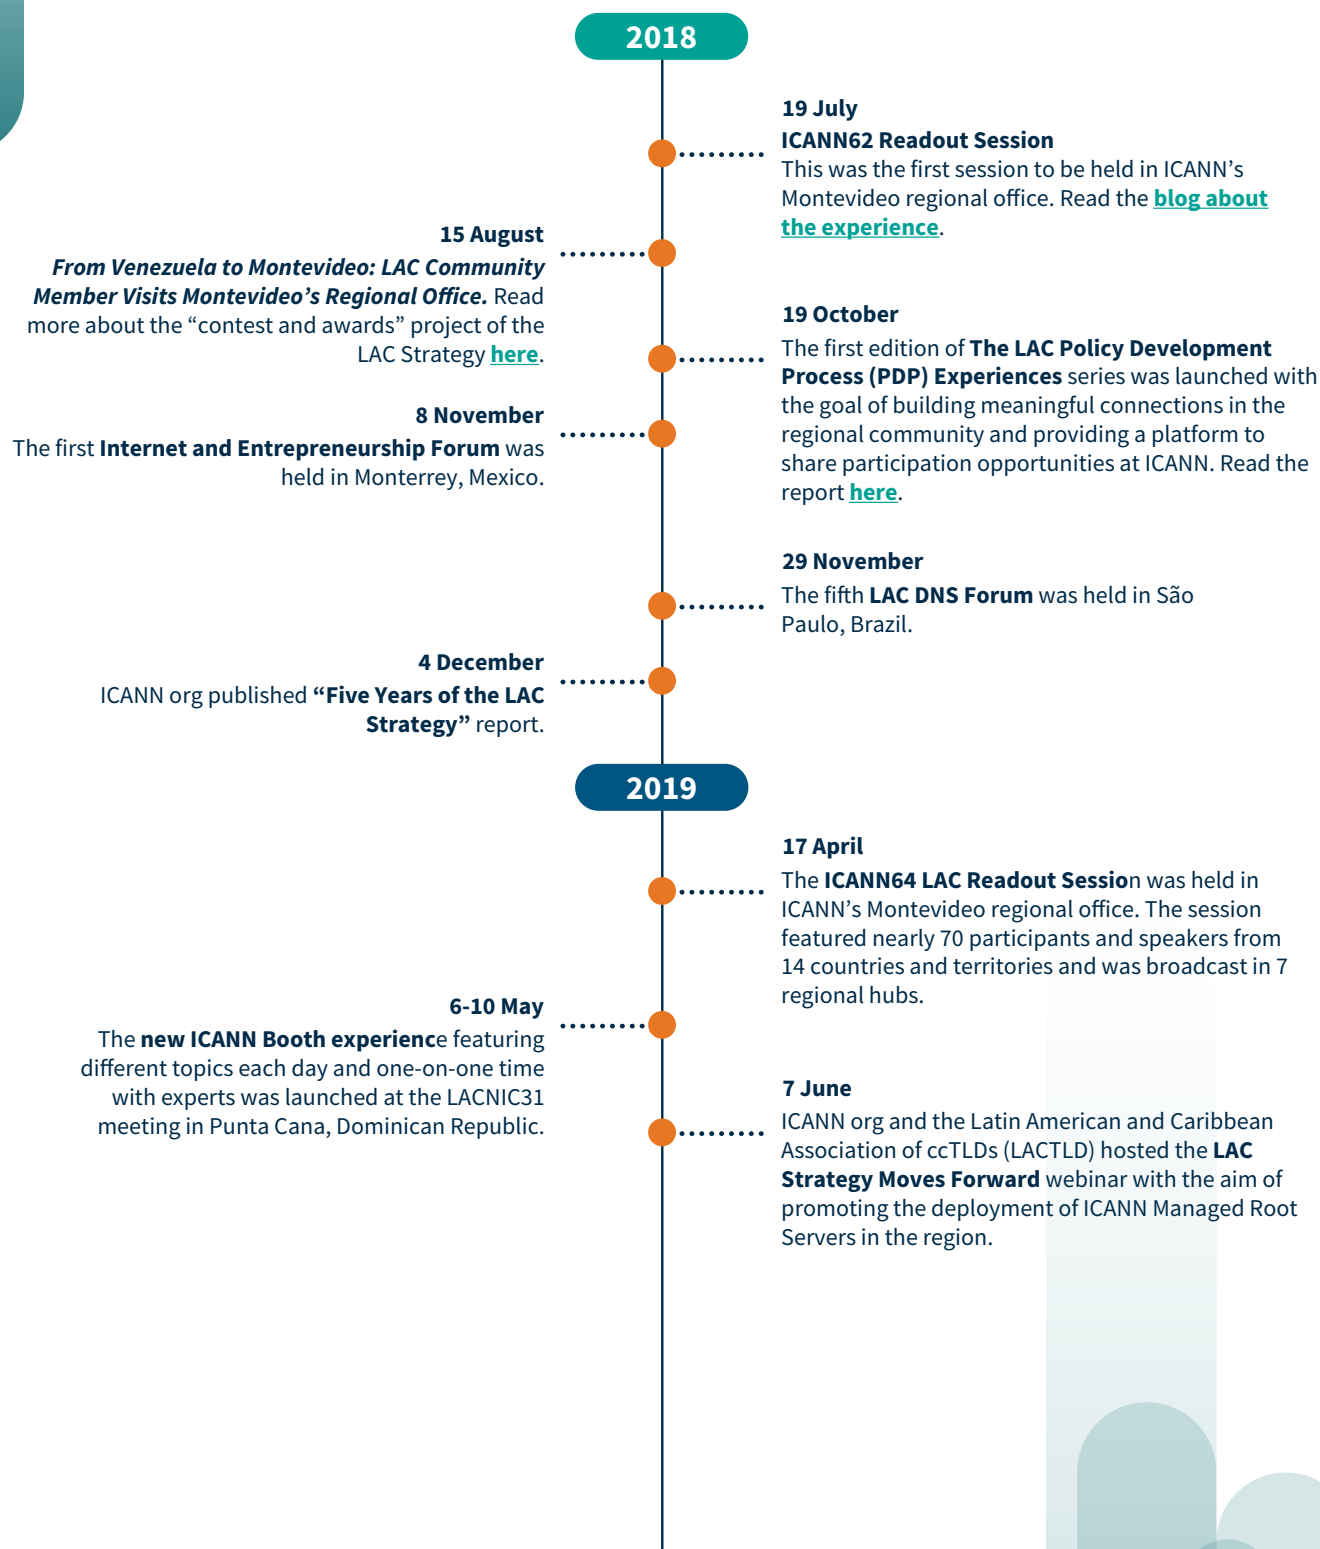 2018
19 July
ICANN62 Readout Session
This was the first session to be held in ICANN’s
Montevideo regional office. Read the blog about
the experience.
15 August
From Venezuela to Montevideo: LAC Community
Member Visits Montevideo’s Regional Office. Read
more about the “contest and awards” project of the
LAC Strategy here.
19 October
The first edition of The LAC Policy Development
Process (PDP) Experiences series was launched with
the goal of building meaningful connections in the
regional community and providing a platform to
share participation opportunities at ICANN. Read the
report here.
8 November
The first Internet and Entrepreneurship Forum was
held in Monterrey, Mexico.
29 November
The fifth LAC DNS Forum was held in São
Paulo, Brazil.
4 December
ICANN org published “Five Years of the LAC
Strategy” report.
2019
17 April
The ICANN64 LAC Readout Session was held in
ICANN’s Montevideo regional office. The session
featured nearly 70 participants and speakers from
14 countries and territories and was broadcast in 7
regional hubs.
6-10 May
The new ICANN Booth experience featuring
different topics each day and one-on-one time
with experts was launched at the LACNIC31
meeting in Punta Cana, Dominican Republic.
7 June
ICANN org and the Latin American and Caribbean
Association of ccTLDs (LACTLD) hosted the LAC
Strategy Moves Forward webinar with the aim of
promoting the deployment of ICANN Managed Root
Servers in the region.